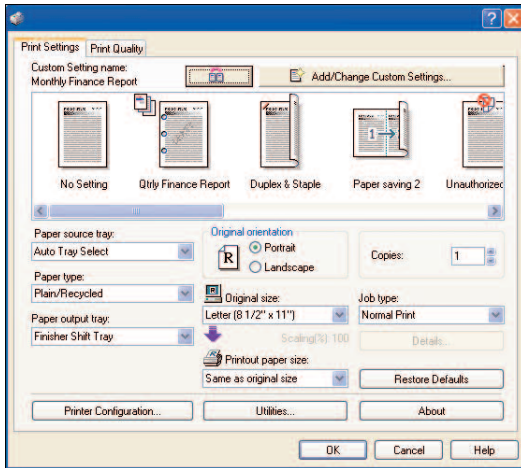 Print Settings
Print Quality
Custom Setting name:
Monthly Finance Report
Add/Change Custom Settings...
No Setting
Qtrly Finance Report
Duplex & Staple
Paper saving 2
Unauthorized
Paper source tray:
Auto Tray Select
Paper type:
Plain/Recycled
Paper output tray:
Finisher Shift Tray
Original orientation
R
Portrait
Landscape
Copies:
1
Original size:
Letter (8 1/2" x 11")
Scaling(%): 100
Printout paper size:
Same as original size
Job type:
Normal Print
Details...
Restore Defaults
Printer Configuration...
Utilities...
About
OK
Cancel
Help